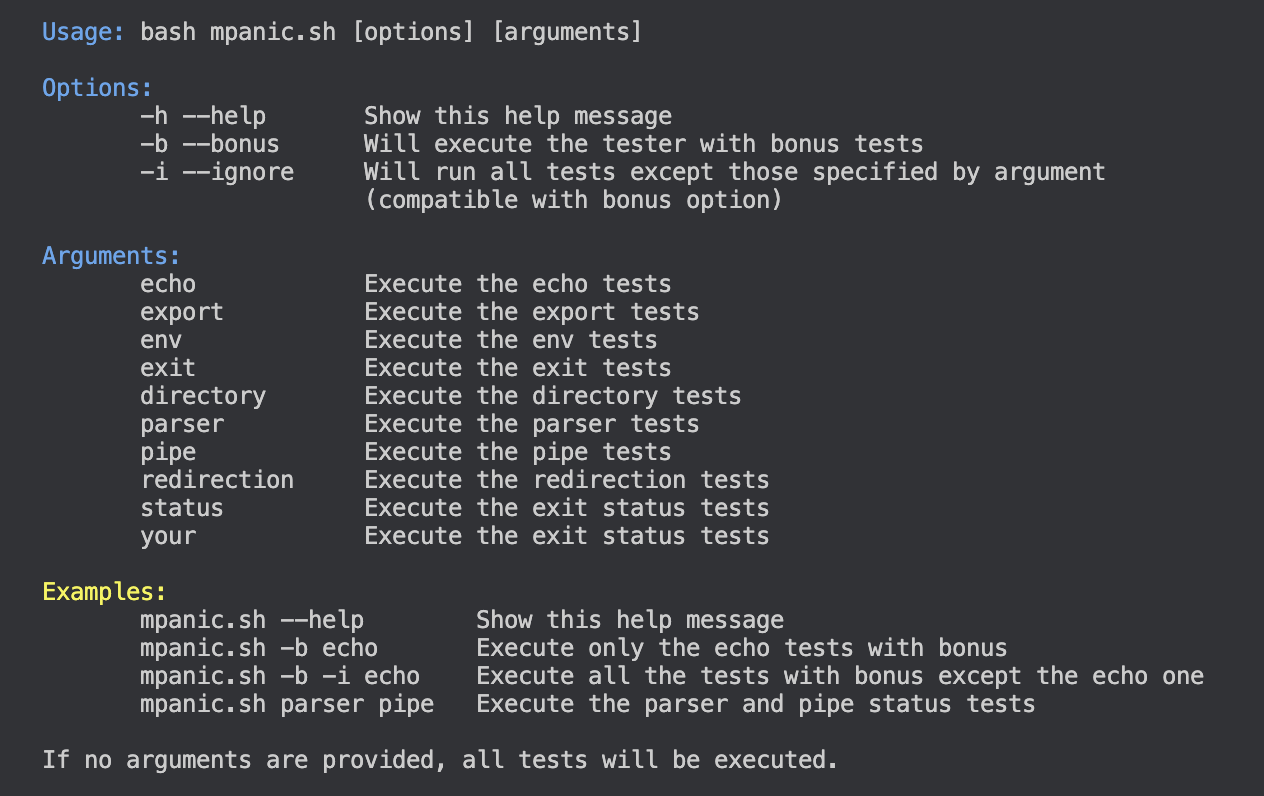 Usage: bash mpanic.sh [options] [arguments]
Options:
-h --help Show this help message
-b --bonus Will execute the tester with bonus tests
-i --ignore Will run all tests except those specified by argument
(compatible with bonus option)
Arguments:
echo Execute the echo tests
export Execute the export tests
env Execute the env tests
exit Execute the exit tests
directory Execute the directory tests
parser Execute the parser tests
pipe Execute the pipe tests
redirection Execute the redirection tests
status Execute the exit status tests
your Execute the exit status tests
Examples:
mpanic.sh --help Show this help message
mpanic.sh -b echo Execute only the echo tests with bonus
mpanic.sh -b -i echo Execute all the tests with bonus except the echo one
mpanic.sh parser pipe Execute the parser and pipe status tests
If no arguments are provided, all tests will be executed.